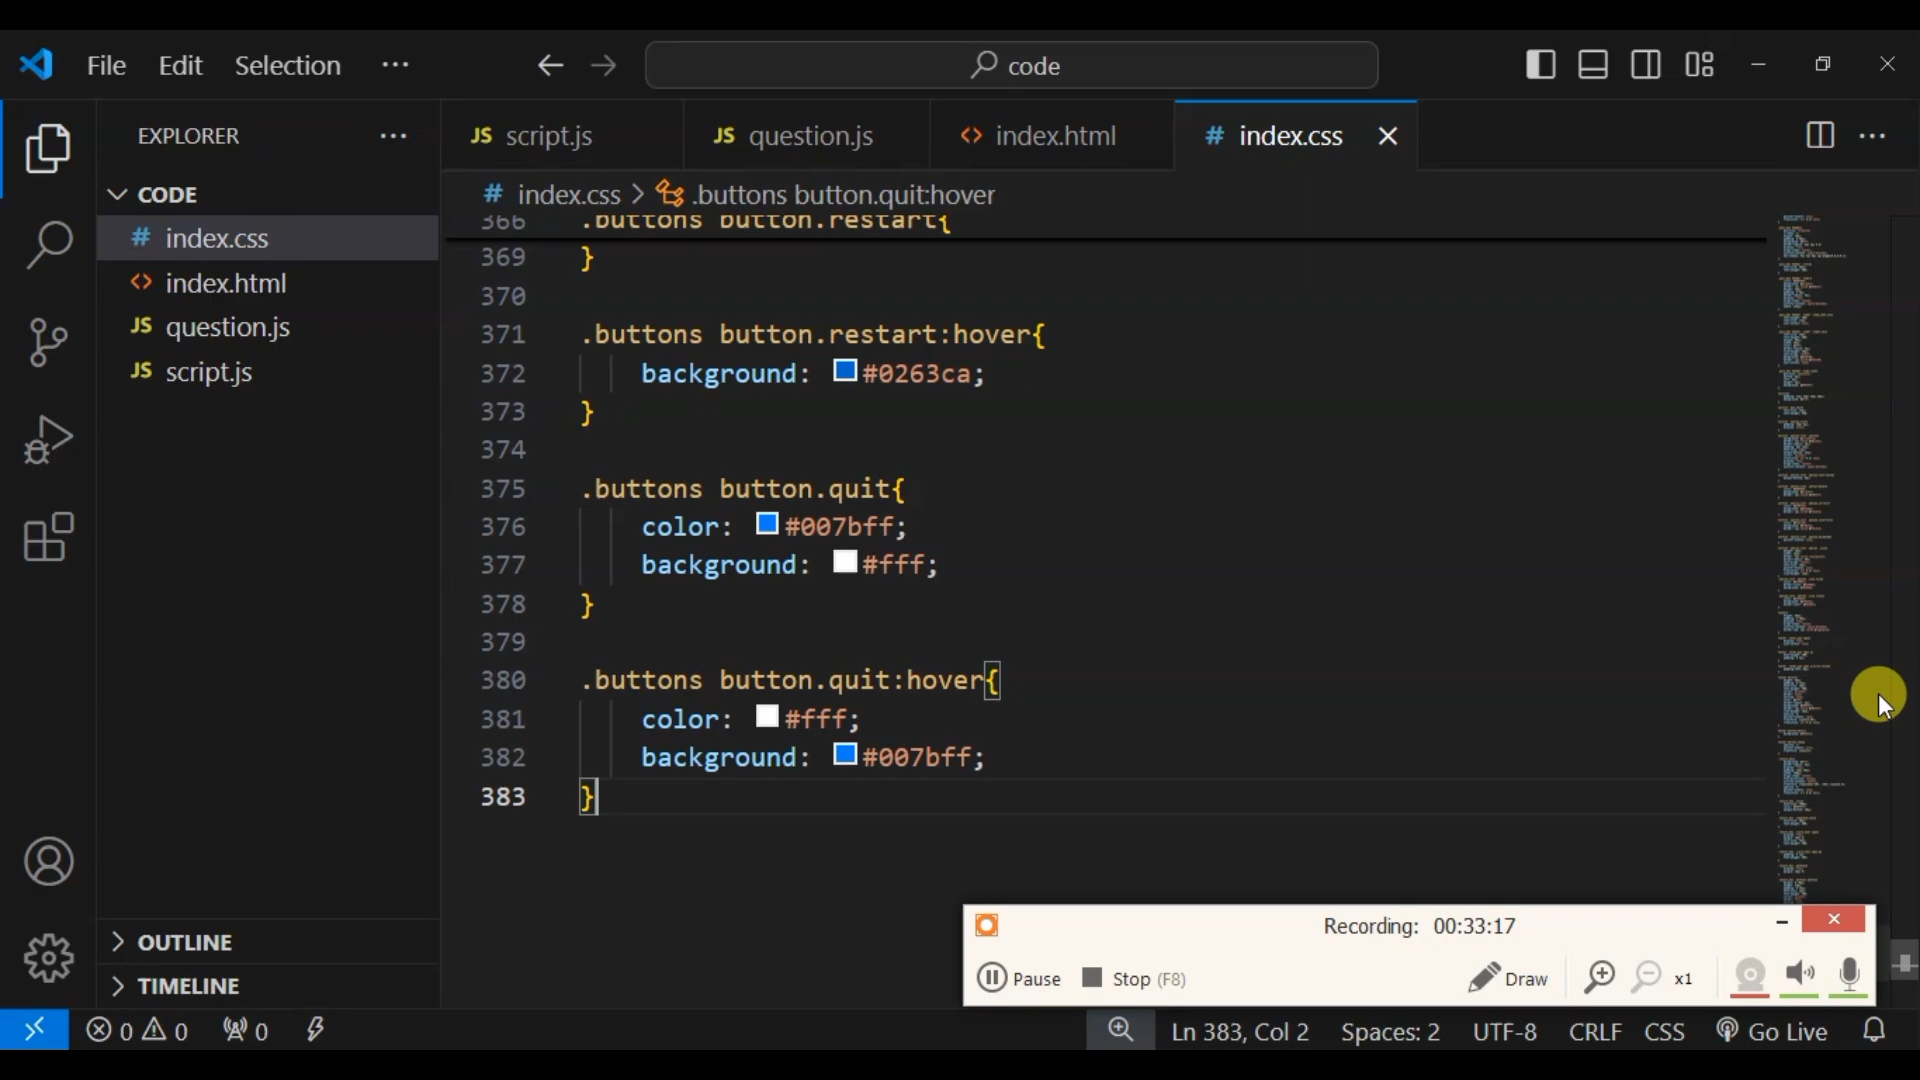 File Edit Selection ··· code
EXPLORER ···
JS script.js JS question.js <> index.html # index.css
# index.css > .buttons button.quit:hover
CODE
# index.css
<> index.html
JS question.js
JS script.js
OUTLINE
TIMELINE
366 .buttons button.restart{
369 }
370
371 .buttons button.restart:hover{
372 background: #0263ca;
373 }
374
375 .buttons button.quit{
376 color: #007bff;
377 background: #fff;
378 }
379
380 .buttons button.quit:hover{
381 color: #fff;
382 background: #007bff;
383 }
Recording: 00:33:17
Pause Stop (F8) Draw x1
0 0 0 Ln 383, Col 2 Spaces: 2 UTF-8 CRLF CSS Go Live